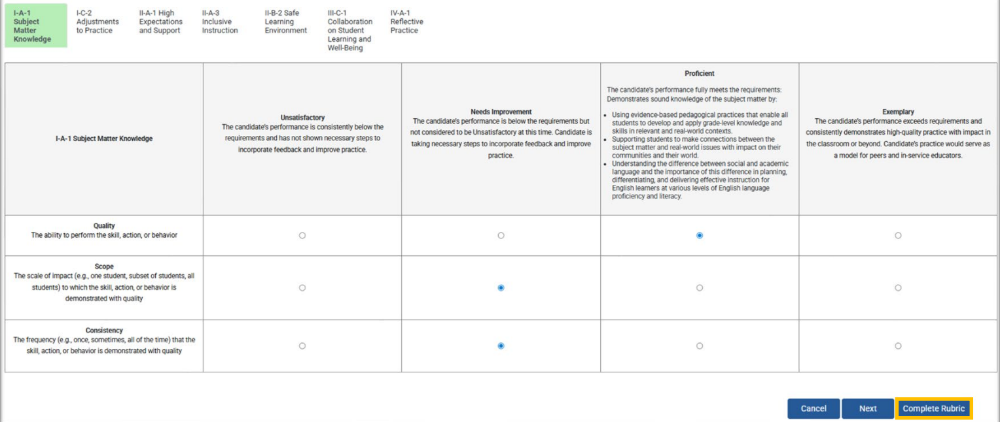 I-A-1
Subject
Matter
Knowledge
I-C-2
Adjustments
to Practice
II-A-1 High
Expectations
and Support
II-A-3
Inclusive
Instruction
II-B-2 Safe
Learning
Environment
III-C-1
Collaboration
on Student
Learning and
Well-Being
IV-A-1
Reflective
Practice
I-A-1 Subject Matter Knowledge
Unsatisfactory
The candidate's performance is consistently below the
requirements and has not shown necessary steps to
incorporate feedback and improve practice.
Needs Improvement
The candidate's performance is below the requirements but
not considered to be Unsatisfactory at this time. Candidate is
taking necessary steps to incorporate feedback and improve
practice.
Proficient
The candidate's performance fully meets the requirements:
Demonstrates sound knowledge of the subject matter by:
• Using evidence-based pedagogical practices that enable all
students to develop and apply grade-level knowledge and
skills in relevant and real-world contexts.
• Supporting students to make connections between the
subject matter and real-world issues with impact on their
communities and their world.
• Understanding the difference between social and academic
language and the importance of this difference in planning,
differentiating, and delivering effective instruction for
English learners at various levels of English language
proficiency and literacy.
Exemplary
The candidate's performance exceeds requirements and
consistently demonstrates high-quality practice with impact in
the classroom or beyond. Candidate's practice would serve as
a model for peers and in-service educators.
Quality
The ability to perform the skill, action, or behavior
Scope
The scale of impact (e.g., one student, subset of students, all
students) to which the skill, action, or behavior is
demonstrated with quality
Consistency
The frequency (e.g., once, sometimes, all of the time) that the
skill, action, or behavior is demonstrated with quality
Cancel
Next
Complete Rubric